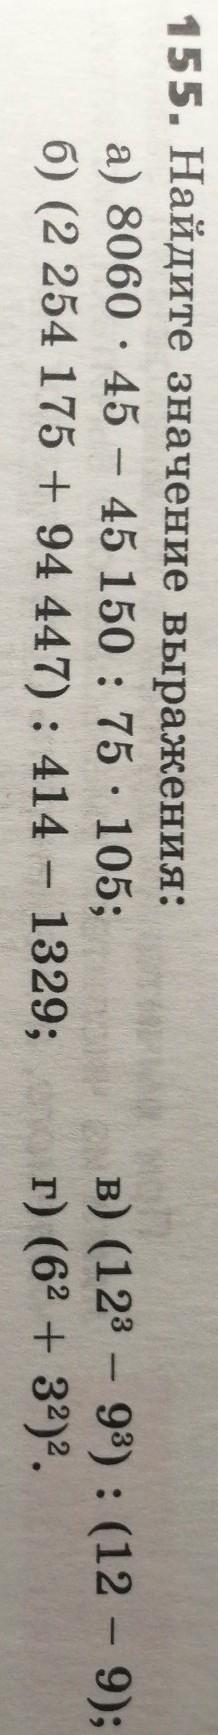 155. Найдите значение выражения:
а) 8060 · 45 − 45 150 : 75 · 105; в) (12³ − 9³) : (12 − 9);
б) (2 254 175 + 94 447) : 414 − 1329; г) (6² + 3²)².